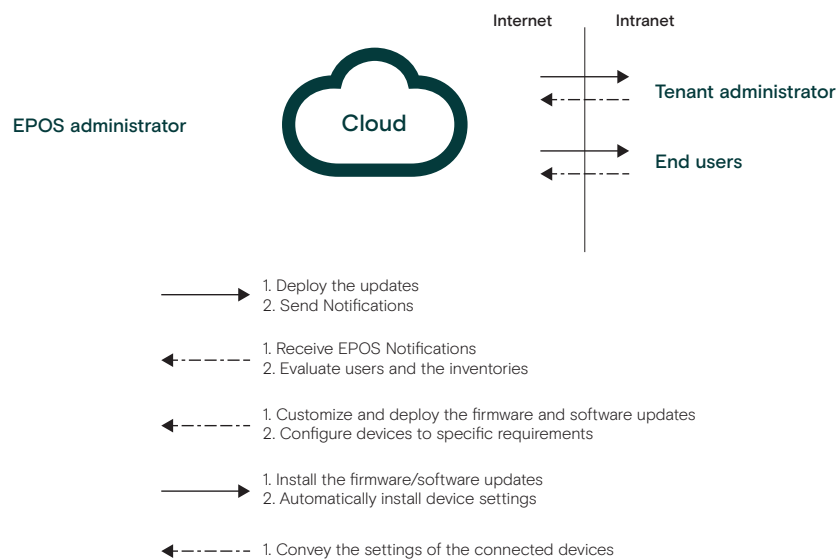 Internet
Intranet
Tenant administrator
EPOS administrator
Cloud
End users
1. Deploy the updates
2. Send Notifications
1. Receive EPOS Notifications
2. Evaluate users and the inventories
1. Customize and deploy the firmware and software updates
2. Configure devices to specific requirements
1. Install the firmware/software updates
2. Automatically install device settings
1. Convey the settings of the connected devices